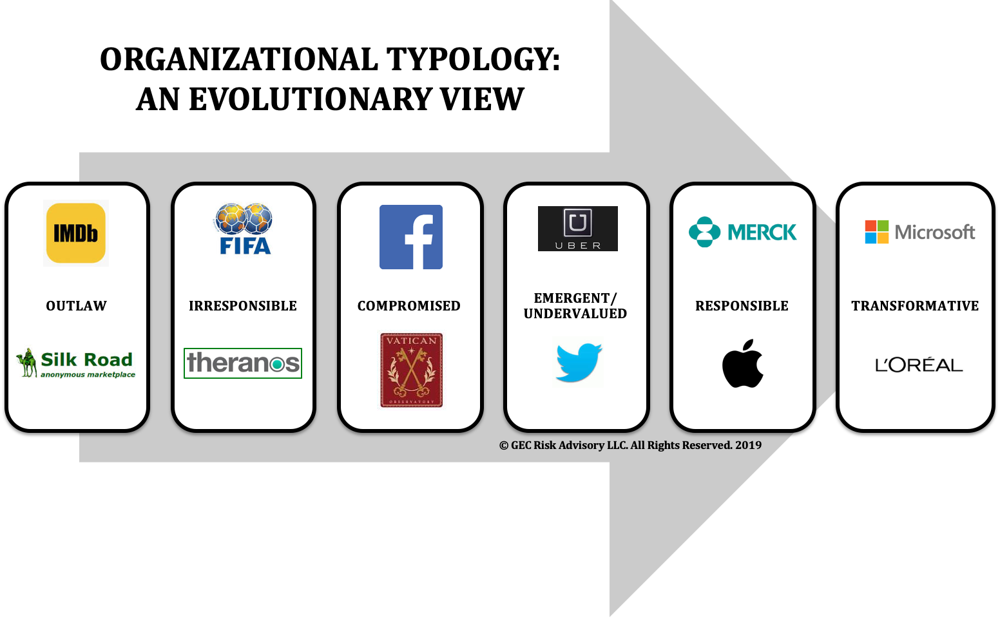 ORGANIZATIONAL TYPOLOGY:
AN EVOLUTIONARY VIEW
IMDb
OUTLAW
Silk Road
anonymous marketplace
FIFA
IRRESPONSIBLE
theranos
f
COMPROMISED
VATICAN
OBSERVATORY
U
UBER
EMERGENT/
UNDERVALUED
MERCK
RESPONSIBLE
Microsoft
TRANSFORMATIVE
L'ORÉAL
© GEC Risk Advisory LLC. All Rights Reserved. 2019